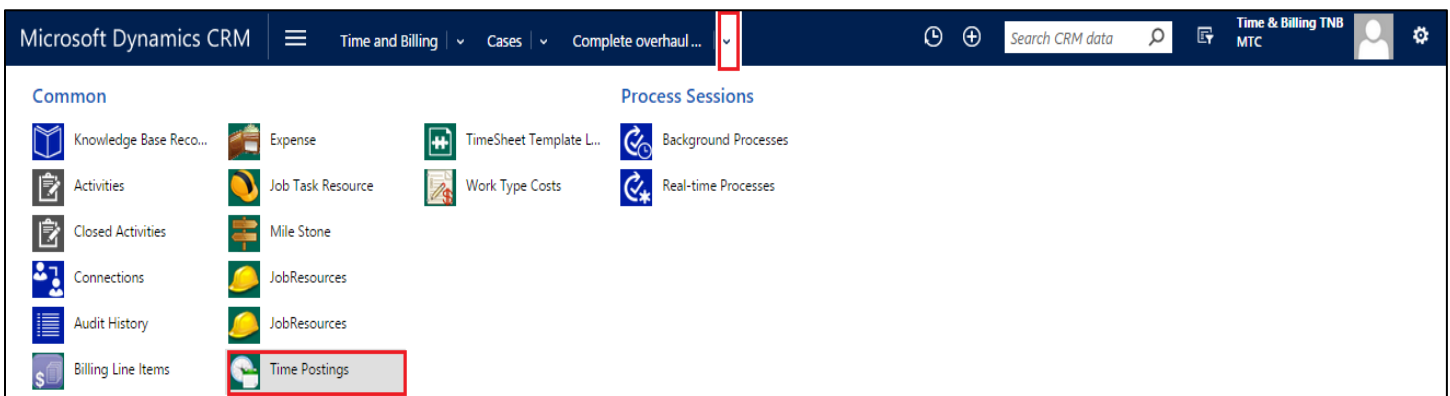 Microsoft Dynamics CRM
Time and Billing
Cases
Complete overhaul ...
Search CRM data
Time & Billing TNB
MTC
Common
Knowledge Base Reco...
Activities
Closed Activities
Connections
Audit History
Billing Line Items
Expense
Job Task Resource
Mile Stone
JobResources
JobResources
Time Postings
TimeSheet Template L...
Work Type Costs
Process Sessions
Background Processes
Real-time Processes